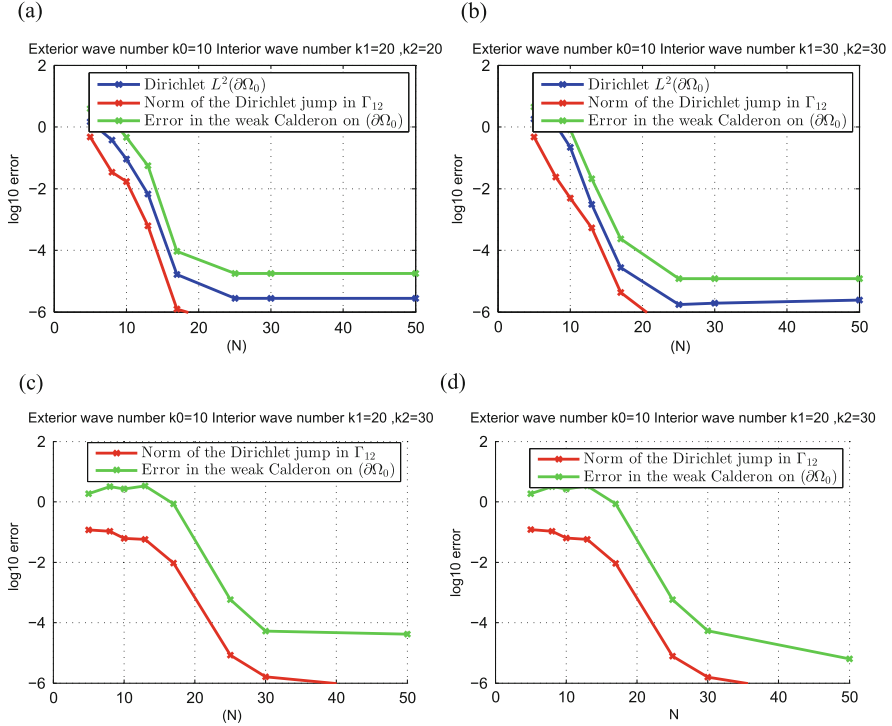 (a)
Exterior wave number k0=10 Interior wave number k1=20 ,k2=20
Dirichlet L²(∂Ω₀)
Norm of the Dirichlet jump in Γ₁₂
Error in the weak Calderon on (∂Ω₀)
log10 error
2
0
−2
−4
−6
0 10 20 30 40 50
(N)
(b)
Exterior wave number k0=10 Interior wave number k1=30 ,k2=30
Dirichlet L²(∂Ω₀)
Norm of the Dirichlet jump in Γ₁₂
Error in the weak Calderon on (∂Ω₀)
log10 error
2
0
−2
−4
−6
0 10 20 30 40 50
(N)
(c)
Exterior wave number k0=10 Interior wave number k1=20 ,k2=30
Norm of the Dirichlet jump in Γ₁₂
Error in the weak Calderon on (∂Ω₀)
log10 error
2
0
−2
−4
−6
0 10 20 30 40 50
(N)
(d)
Exterior wave number k0=10 Interior wave number k1=20 ,k2=30
Norm of the Dirichlet jump in Γ₁₂
Error in the weak Calderon on (∂Ω₀)
log10 error
2
0
−2
−4
−6
0 10 20 30 40 50
N